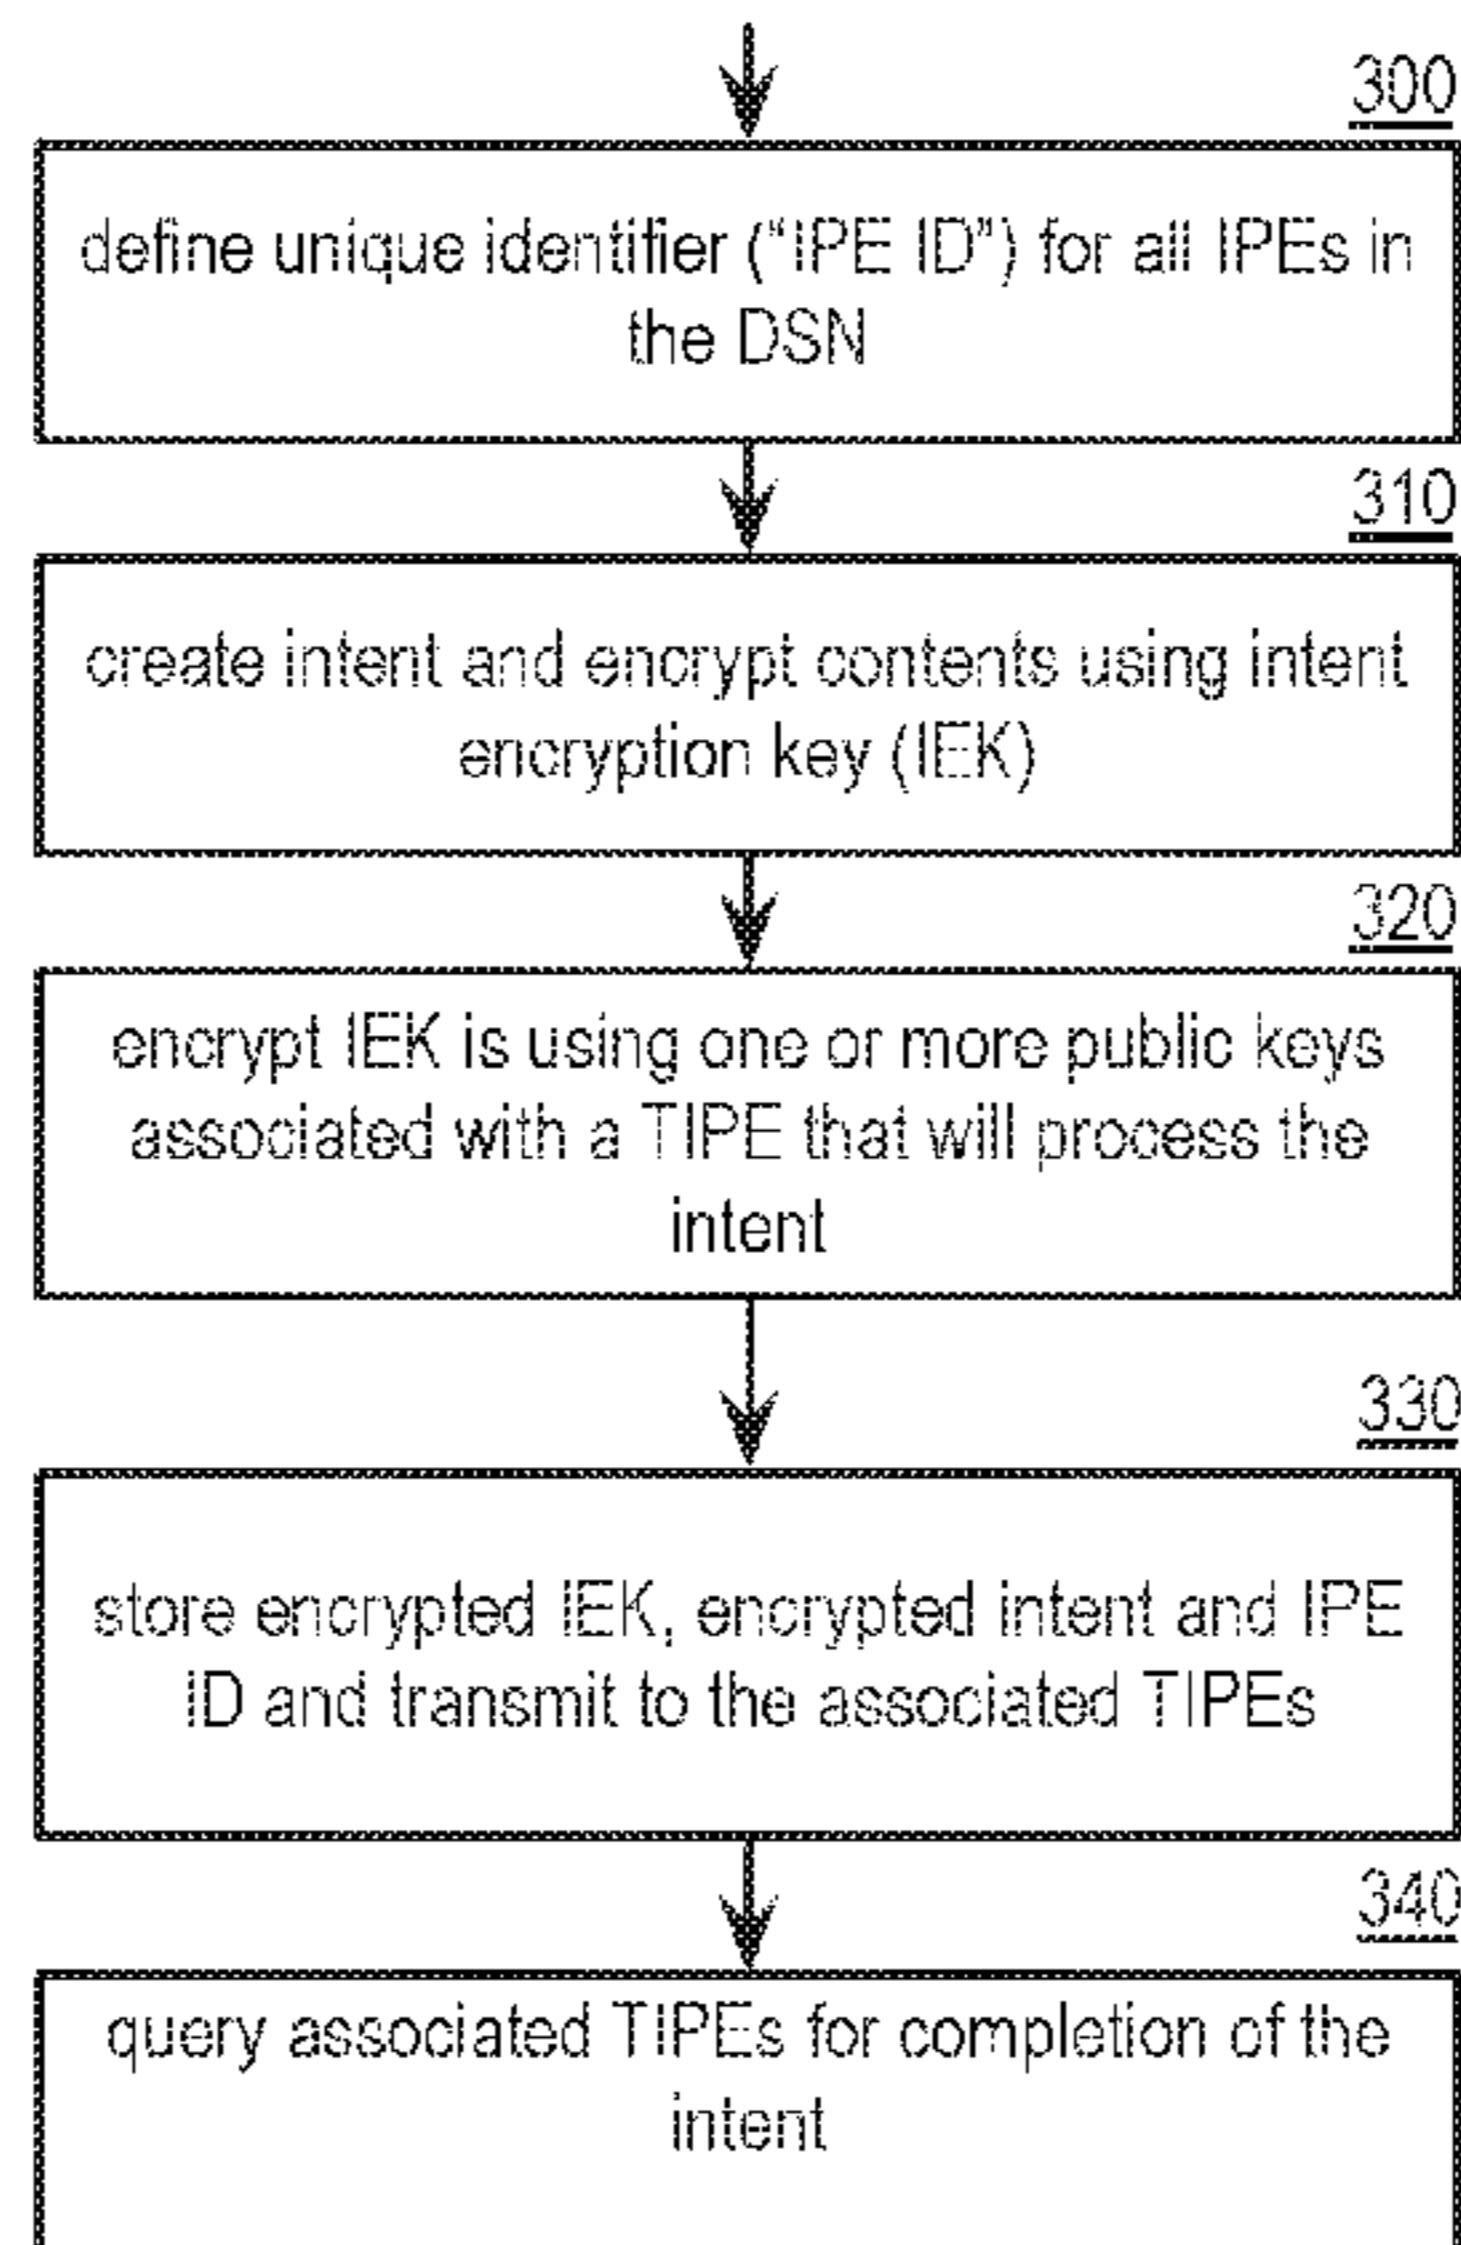 300
define unique identifier (“IPE ID”) for all IPEs in
the DSN
310
create intent and encrypt contents using intent
encryption key (IEK)
320
encrypt IEK is using one or more public keys
associated with a TIPE that will process the
intent
330
store encrypted IEK, encrypted intent and IPE
ID and transmit to the associated TIPEs
340
query associated TIPEs for completion of the
intent